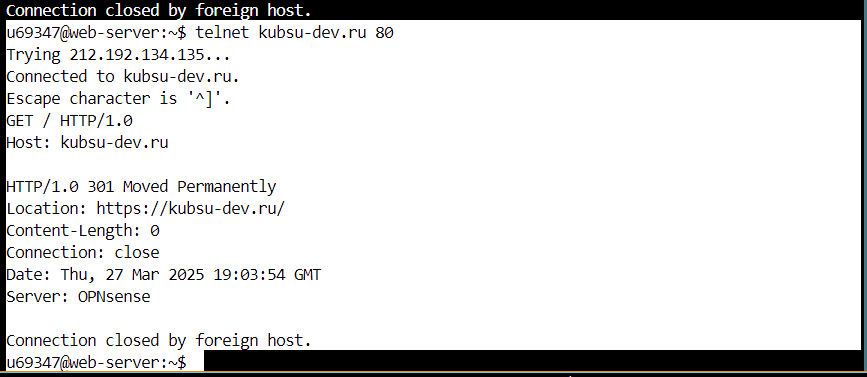 Connection closed by foreign host.
u69347@web-server:~$ telnet kubsu-dev.ru 80
Trying 212.192.134.135...
Connected to kubsu-dev.ru.
Escape character is '^]'.
GET / HTTP/1.0
Host: kubsu-dev.ru
HTTP/1.0 301 Moved Permanently
Location: https://kubsu-dev.ru/
Content-Length: 0
Connection: close
Date: Thu, 27 Mar 2025 19:03:54 GMT
Server: OPNsense
Connection closed by foreign host.
u69347@web-server:~$